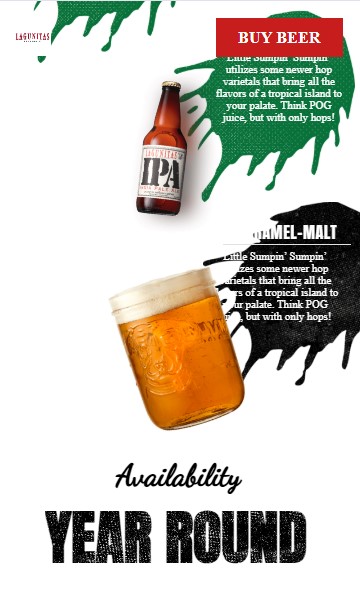 LAGUNITAS
BUY BEER
Little Sumpin' Sumpin'
utilizes some newer hop
varietals that bring all the
flavors of a tropical island to
your palate. Think POG
juice, but with only hops!
LAGUNITAS
IPA
INDIA PALE ALE
AMEL-MALT
Little Sumpin' Sumpin'
zes some newer hop
rietals that bring all the
rs of a tropical island to
ur palate. Think POG
, but with only hops!
Availability
YEAR ROUND